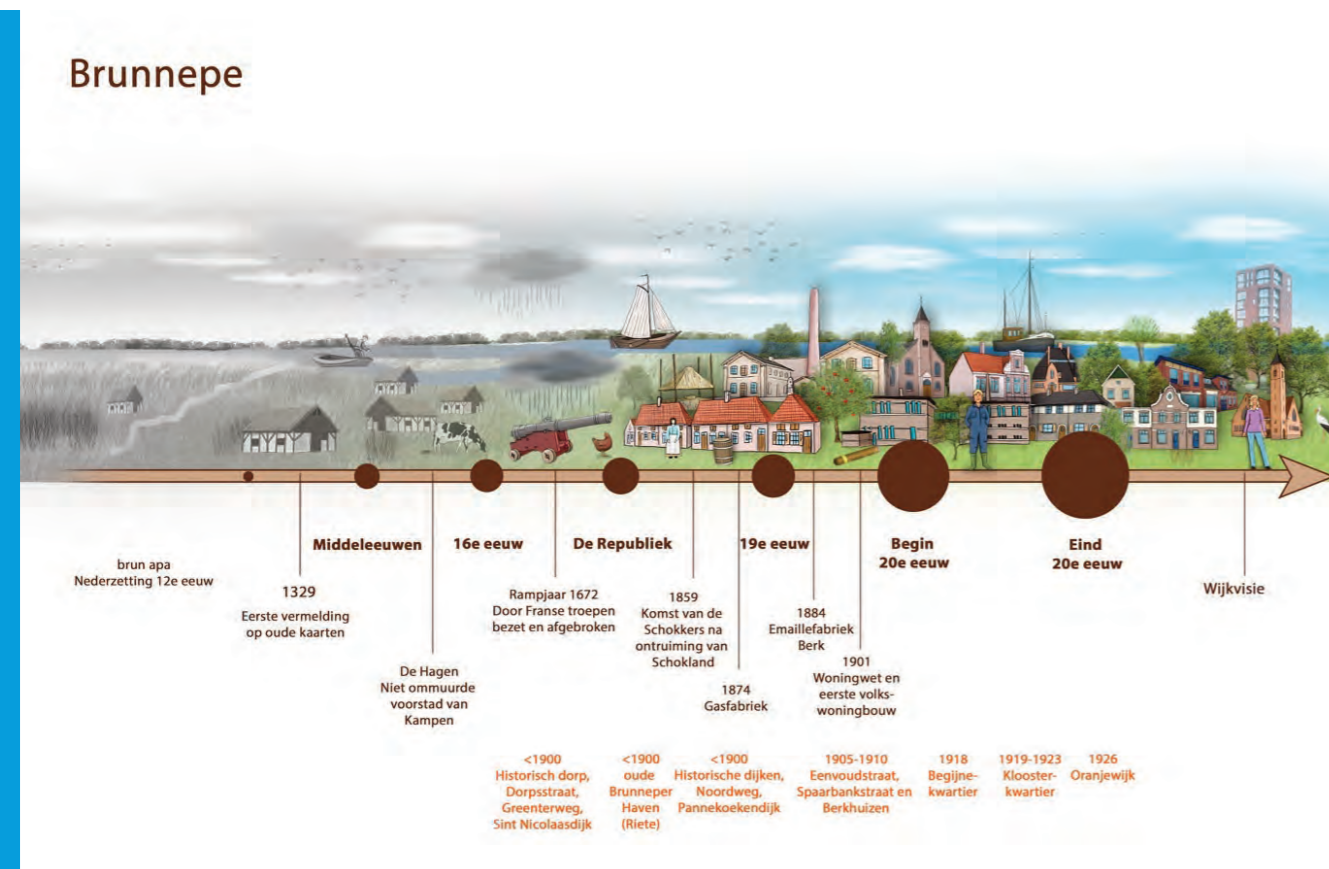 Brunnepe
brun apa
Nederzetting 12e eeuw
1329
Eerste vermelding
op oude kaarten
Middeleeuwen
De Hagen
Niet ommuurde
voorstad van
Kampen
16e eeuw
Rampjaar 1672
Door Franse troepen
bezet en afgebroken
De Republiek
1859
Komst van de
Schokkers na
ontruiming van
Schokland
1874
Gasfabriek
19e eeuw
1884
Emaillefabriek
Berk
1901
Woningwet en
eerste volks-
woningbouw
Begin
20e eeuw
Eind
20e eeuw
Wijkvisie
<1900
Historisch dorp,
Dorpsstraat,
Greenterweg,
Sint Nicolaasdijk
<1900
oude
Brunneper
Haven
(Riete)
<1900
Historische dijken,
Noordweg,
Pannekoekendijk
1905-1910
Eenvoudstraat,
Spaarbankstraat en
Berkhuizen
1918
Begijne-
kwartier
1919-1923
Klooster-
kwartier
1926
Oranjewijk